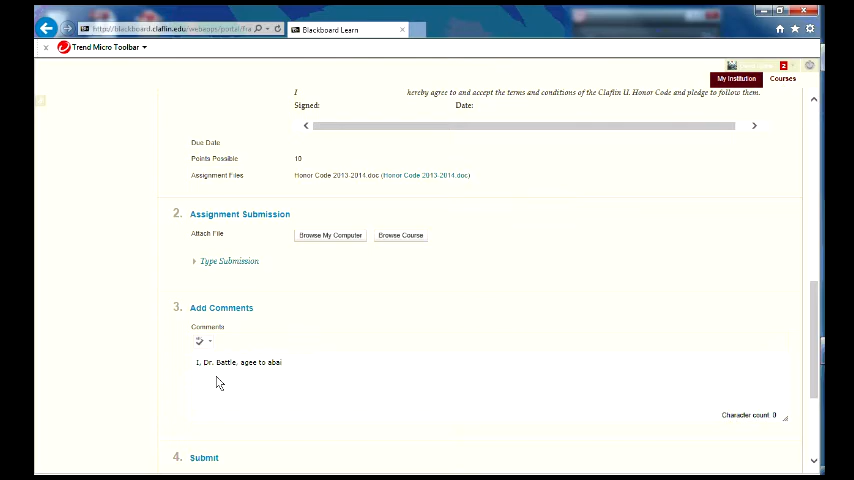 http://blackboard.claflin.edu/webapps/portal/fra
Blackboard Learn
x Trend Micro Toolbar
2
My Institution Courses
I hereby agree to and accept the terms and conditions of the Claflin U. Honor Code and pledge to follow them.
Signed: Date:
Due Date
Points Possible 10
Assignment Files Honor Code 2013-2014.doc (Honor Code 2013-2014.doc)
2. Assignment Submission
Attach File Browse My Computer Browse Course
Type Submission
3. Add Comments
Comments
I, Dr. Battle, agee to abai
Character count 0
4. Submit